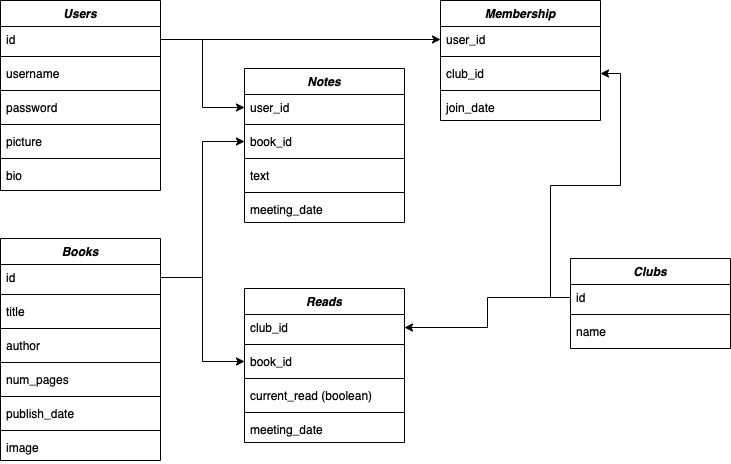 Users
id
username
password
picture
bio
Membership
user_id
club_id
join_date
Notes
user_id
book_id
text
meeting_date
Books
id
title
author
num_pages
publish_date
image
Reads
club_id
book_id
current_read (boolean)
meeting_date
Clubs
id
name